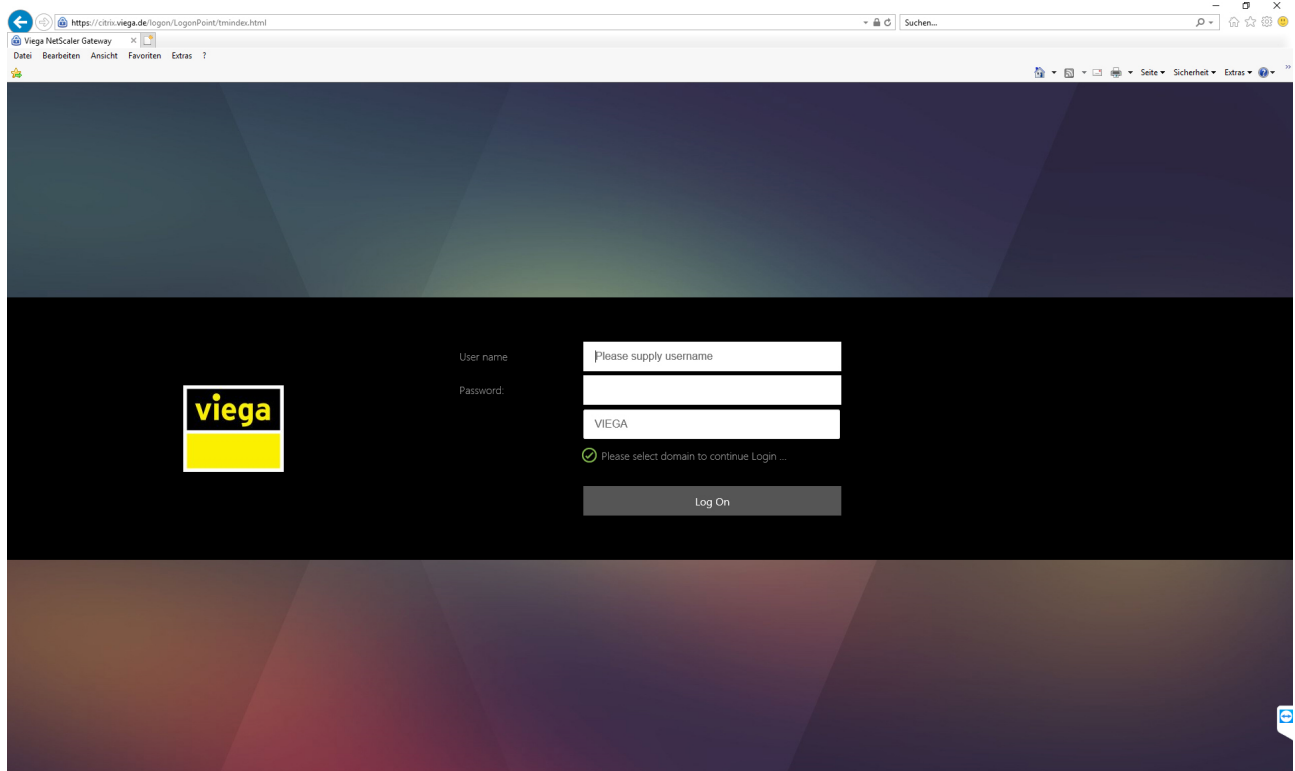 https://citrix.viega.de/logon/LogonPoint/tmindex.html
Suchen...
Viega NetScaler Gateway
Datei Bearbeiten Ansicht Favoriten Extras ?
Seite Sicherheit Extras
User name
Please supply username
Password:
viega
VIEGA
Please select domain to continue Login ...
Log On